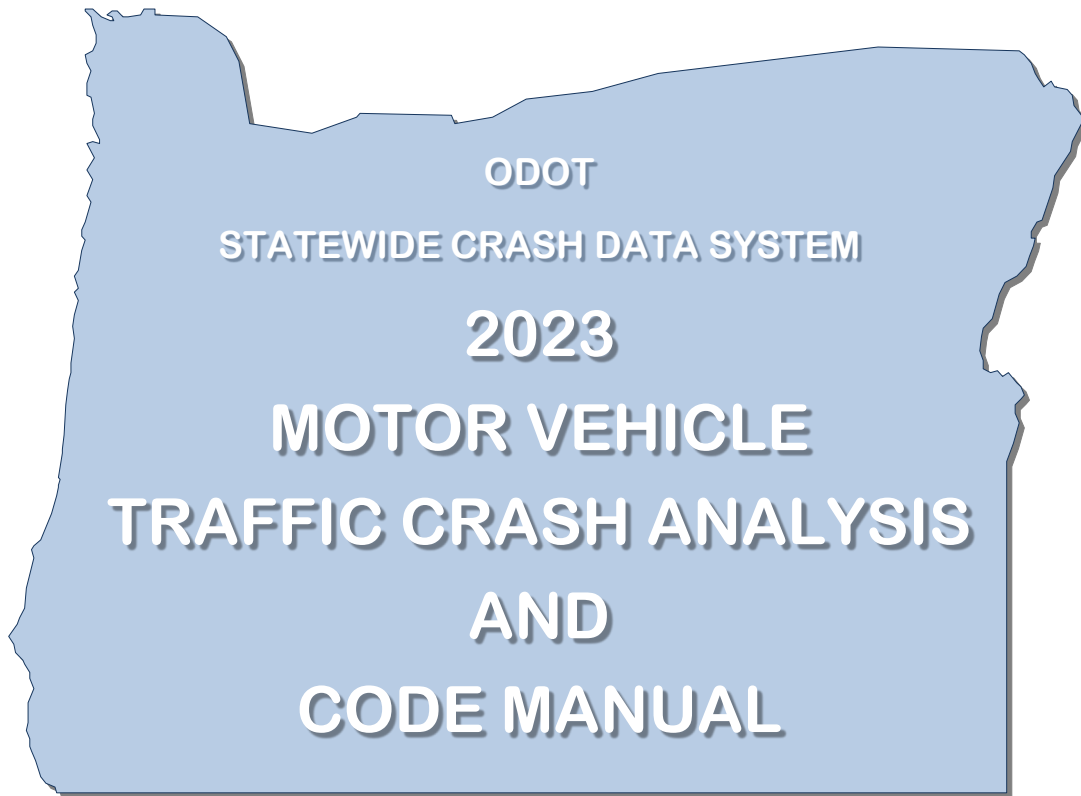 ODOT
STATEWIDE CRASH DATA SYSTEM
2023
MOTOR VEHICLE
TRAFFIC CRASH ANALYSIS
AND
CODE MANUAL